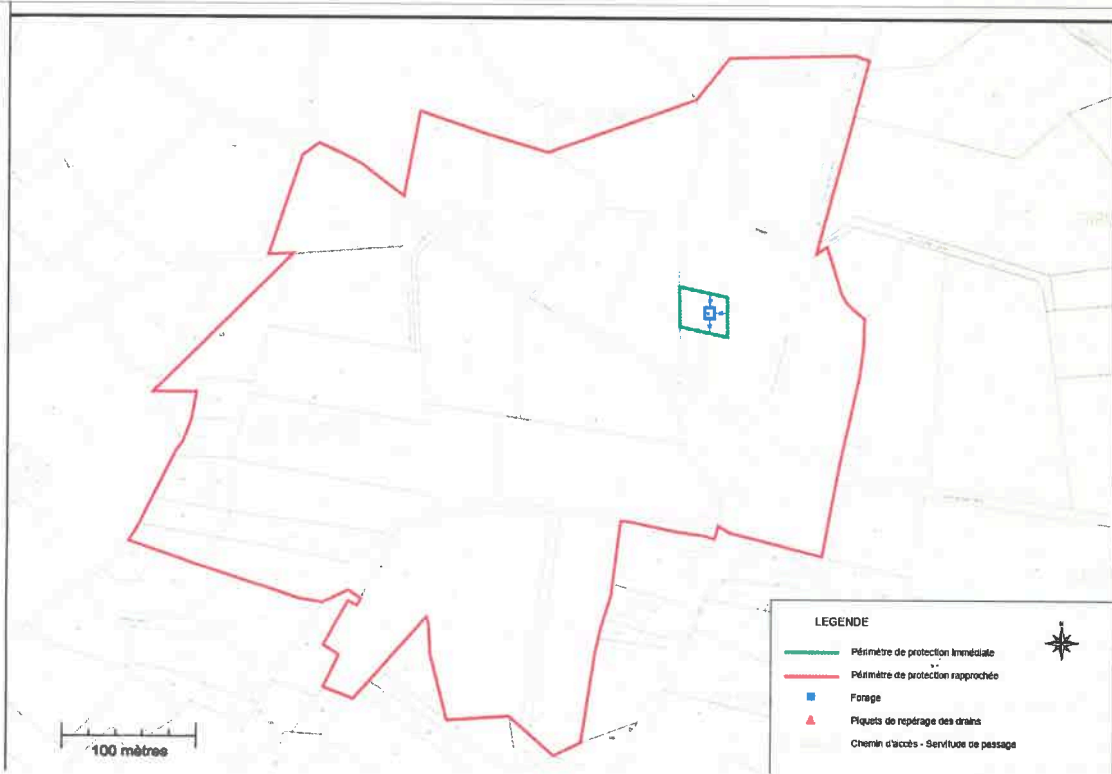 LEGENDE
N
Périmètre de protection immédiate
Périmètre de protection rapprochée
Forage
Piquets de repérage des drains
Chemin d'accès - Servitude de passage
100 mètres